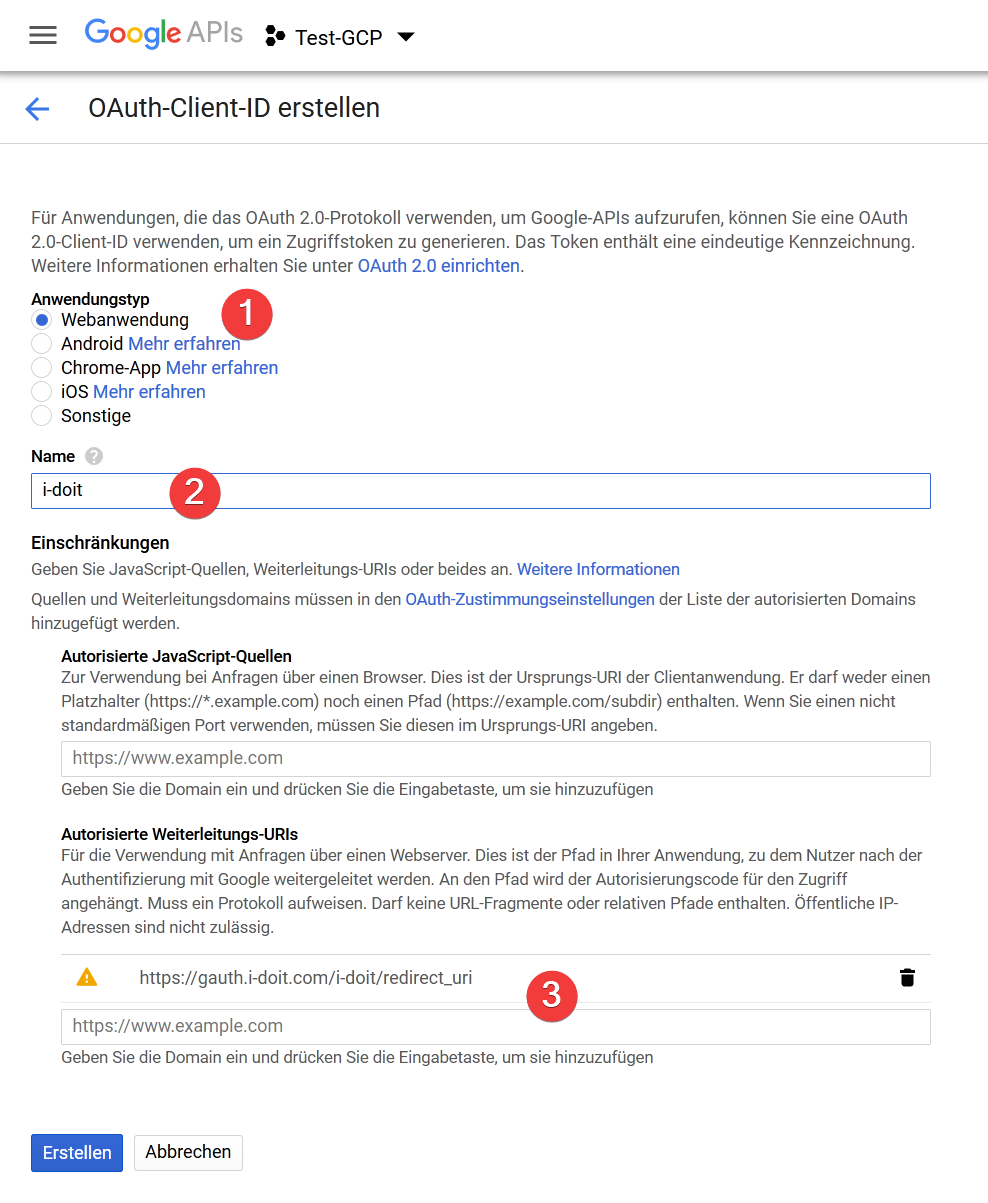 Google APIs Test-GCP
OAuth-Client-ID erstellen
Für Anwendungen, die das OAuth 2.0-Protokoll verwenden, um Google-APIs aufzurufen, können Sie eine OAuth
2.0-Client-ID verwenden, um ein Zugriffstoken zu generieren. Das Token enthält eine eindeutige Kennzeichnung.
Weitere Informationen erhalten Sie unter OAuth 2.0 einrichten.
Anwendungstyp
Webanwendung
1
Android Mehr erfahren
Chrome-App Mehr erfahren
iOS Mehr erfahren
Sonstige
Name ?
i-doit
2
Einschränkungen
Geben Sie JavaScript-Quellen, Weiterleitungs-URIs oder beides an. Weitere Informationen
Quellen und Weiterleitungsdomains müssen in den OAuth-Zustimmungseinstellungen der Liste der autorisierten Domains
hinzugefügt werden.
Autorisierte JavaScript-Quellen
Zur Verwendung bei Anfragen über einen Browser. Dies ist der Ursprungs-URI der Clientanwendung. Er darf weder einen
Platzhalter (https://*.example.com) noch einen Pfad (https://example.com/subdir) enthalten. Wenn Sie einen nicht
standardmäßigen Port verwenden, müssen Sie diesen im Ursprungs-URI angeben.
https://www.example.com
Geben Sie die Domain ein und drücken Sie die Eingabetaste, um sie hinzuzufügen
Autorisierte Weiterleitungs-URIs
Für die Verwendung mit Anfragen über einen Webserver. Dies ist der Pfad in Ihrer Anwendung, zu dem Nutzer nach der
Authentifizierung mit Google weitergeleitet werden. An den Pfad wird der Autorisierungscode für den Zugriff
angehängt. Muss ein Protokoll aufweisen. Darf keine URL-Fragmente oder relativen Pfade enthalten. Öffentliche IP-
Adressen sind nicht zulässig.
https://gauth.i-doit.com/i-doit/redirect_uri
3
https://www.example.com
Geben Sie die Domain ein und drücken Sie die Eingabetaste, um sie hinzuzufügen
Erstellen Abbrechen